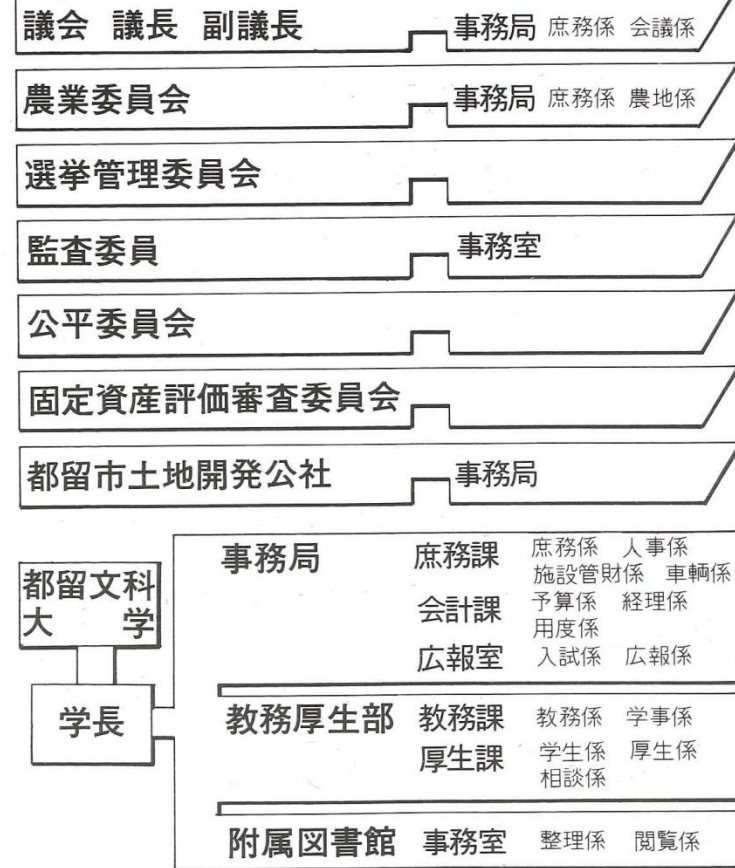 議会 議長 副議長 事務局 庶務係 会議係
農業委員会 事務局 庶務係 農地係
選挙管理委員会
監査委員 事務室
公平委員会
固定資産評価審査委員会
都留市土地開発公社 事務局
都留文科
大 学
学長
事務局 庶務課 庶務係 人事係
施設管財係 車輌係
会計課 予算係 経理係
用度係
広報室 入試係 広報係
教務厚生部 教務課 教務係 学事係
厚生課 学生係 厚生係
相談係
附属図書館 事務室 整理係 閲覧係